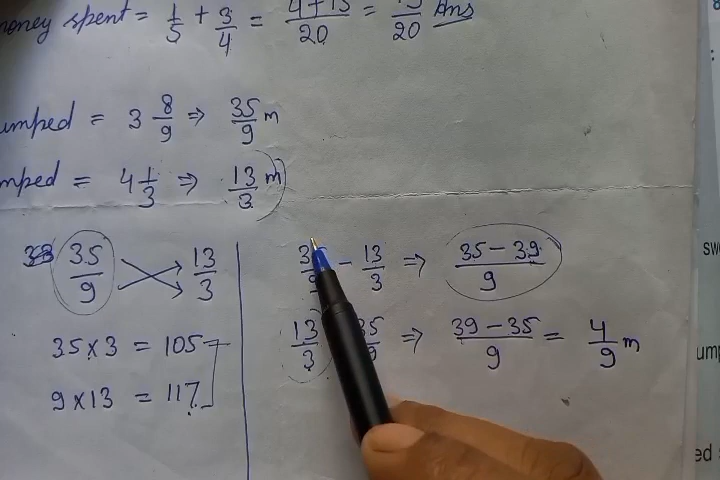 money spent = 1/5 + 3/4 = 4+15/20 = 19/20 Ans
umped = 3 8/9 ⇒ 35/9 m
mped = 4 1/3 ⇒ 13/3 m
35/9 13/3
35 × 3 = 105
9 × 13 = 117
- 13/3 ⇒ 35 - 39/9
13/3 35/9 ⇒ 39 - 35/9 = 4/9 m
sw
ump
ed s